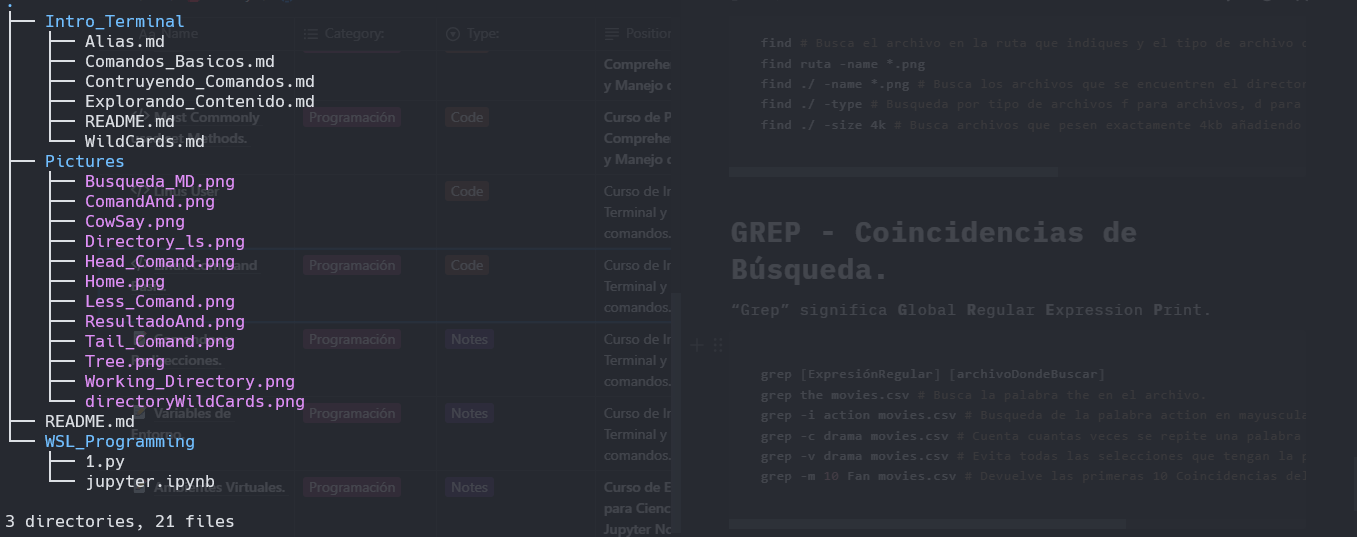 .
├── Intro_Terminal
│   ├── Alias.md
│   ├── Comandos_Basicos.md
│   ├── Contruyendo_Comandos.md
│   ├── Explorando_Contenido.md
│   ├── README.md
│   └── WildCards.md
├── Pictures
│   ├── Busqueda_MD.png
│   ├── ComandAnd.png
│   ├── CowSay.png
│   ├── Directory_ls.png
│   ├── Head_Comand.png
│   ├── Home.png
│   ├── Less_Comand.png
│   ├── ResultadoAnd.png
│   ├── Tail_Comand.png
│   ├── Tree.png
│   ├── Working_Directory.png
│   └── directoryWildCards.png
├── README.md
└── WSL_Programming
    ├── 1.py
    └── jupyter.ipynb
3 directories, 21 files
Aa Name
Category:
Type:
Position
Comprehe
y Manejo
Most Commonly
Methods.
Programación
Code
Curso de P
Comprehe
y Manejo
Linus User
Code
Curso de In
Terminal y
comandos.
Command
Programación
Code
Curso de In
Terminal y
comandos.
Programación
Notes
Curso de In
Terminal y
comandos.
Variables de
Entorno
Programación
Notes
Curso de In
Terminal y
comandos.
Ambientes Virtuales.
Programación
Notes
Curso de E
para Cienc
Jupyter No
find # Busca el archivo en la ruta que indiques y el tipo de archivo
find ruta -name *.png
find ./ -name *.png # Busca los archivos que se encuentren el director
find ./ -type # Busqueda por tipo de archivos f para archivos, d para
find ./ -size 4k # Busca archivos que pesen exactamente 4kb añadiendo
GREP - Coincidencias de
Búsqueda.
“Grep” significa Global Regular Expression Print.
grep [ExpresiónRegular] [archivoDondeBuscar]
grep the movies.csv # Busca la palabra the en el archivo.
grep -i action movies.csv # Busqueda de la palabra action en mayuscula
grep -c drama movies.csv # Cuenta cuantas veces se repite una palabra
grep -v drama movies.csv # Evita todas las selecciones que tengan la p
grep -m 10 Fan movies.csv # Devuelve las primeras 10 Coincidencias del